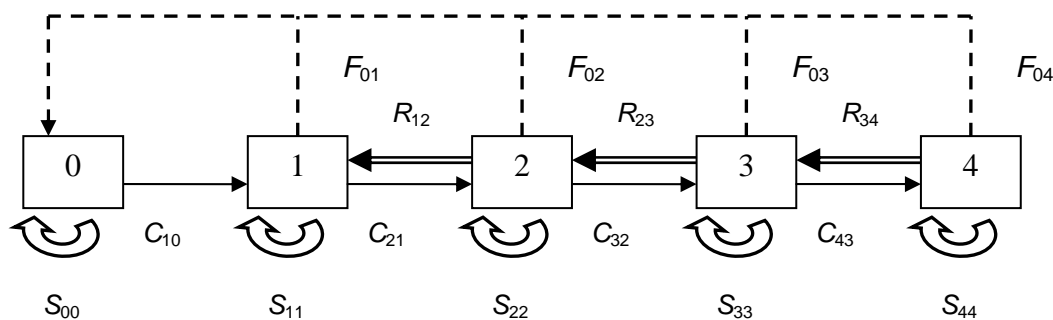 F01 F02 F03 F04
R12 R23 R34
0 1 2 3 4
C10 C21 C32 C43
S00 S11 S22 S33 S44